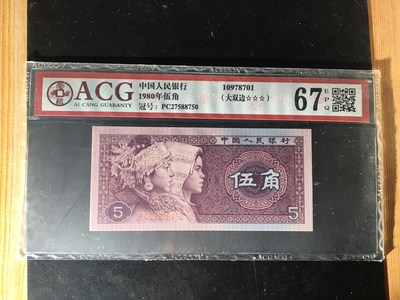 ACG
AI CANG GUARANTY
中国人民银行
1980年伍角
冠号: PC27588750
10978701
(大双边☆☆☆)
67
E
P
Q
中国人民银行
伍角
5
5